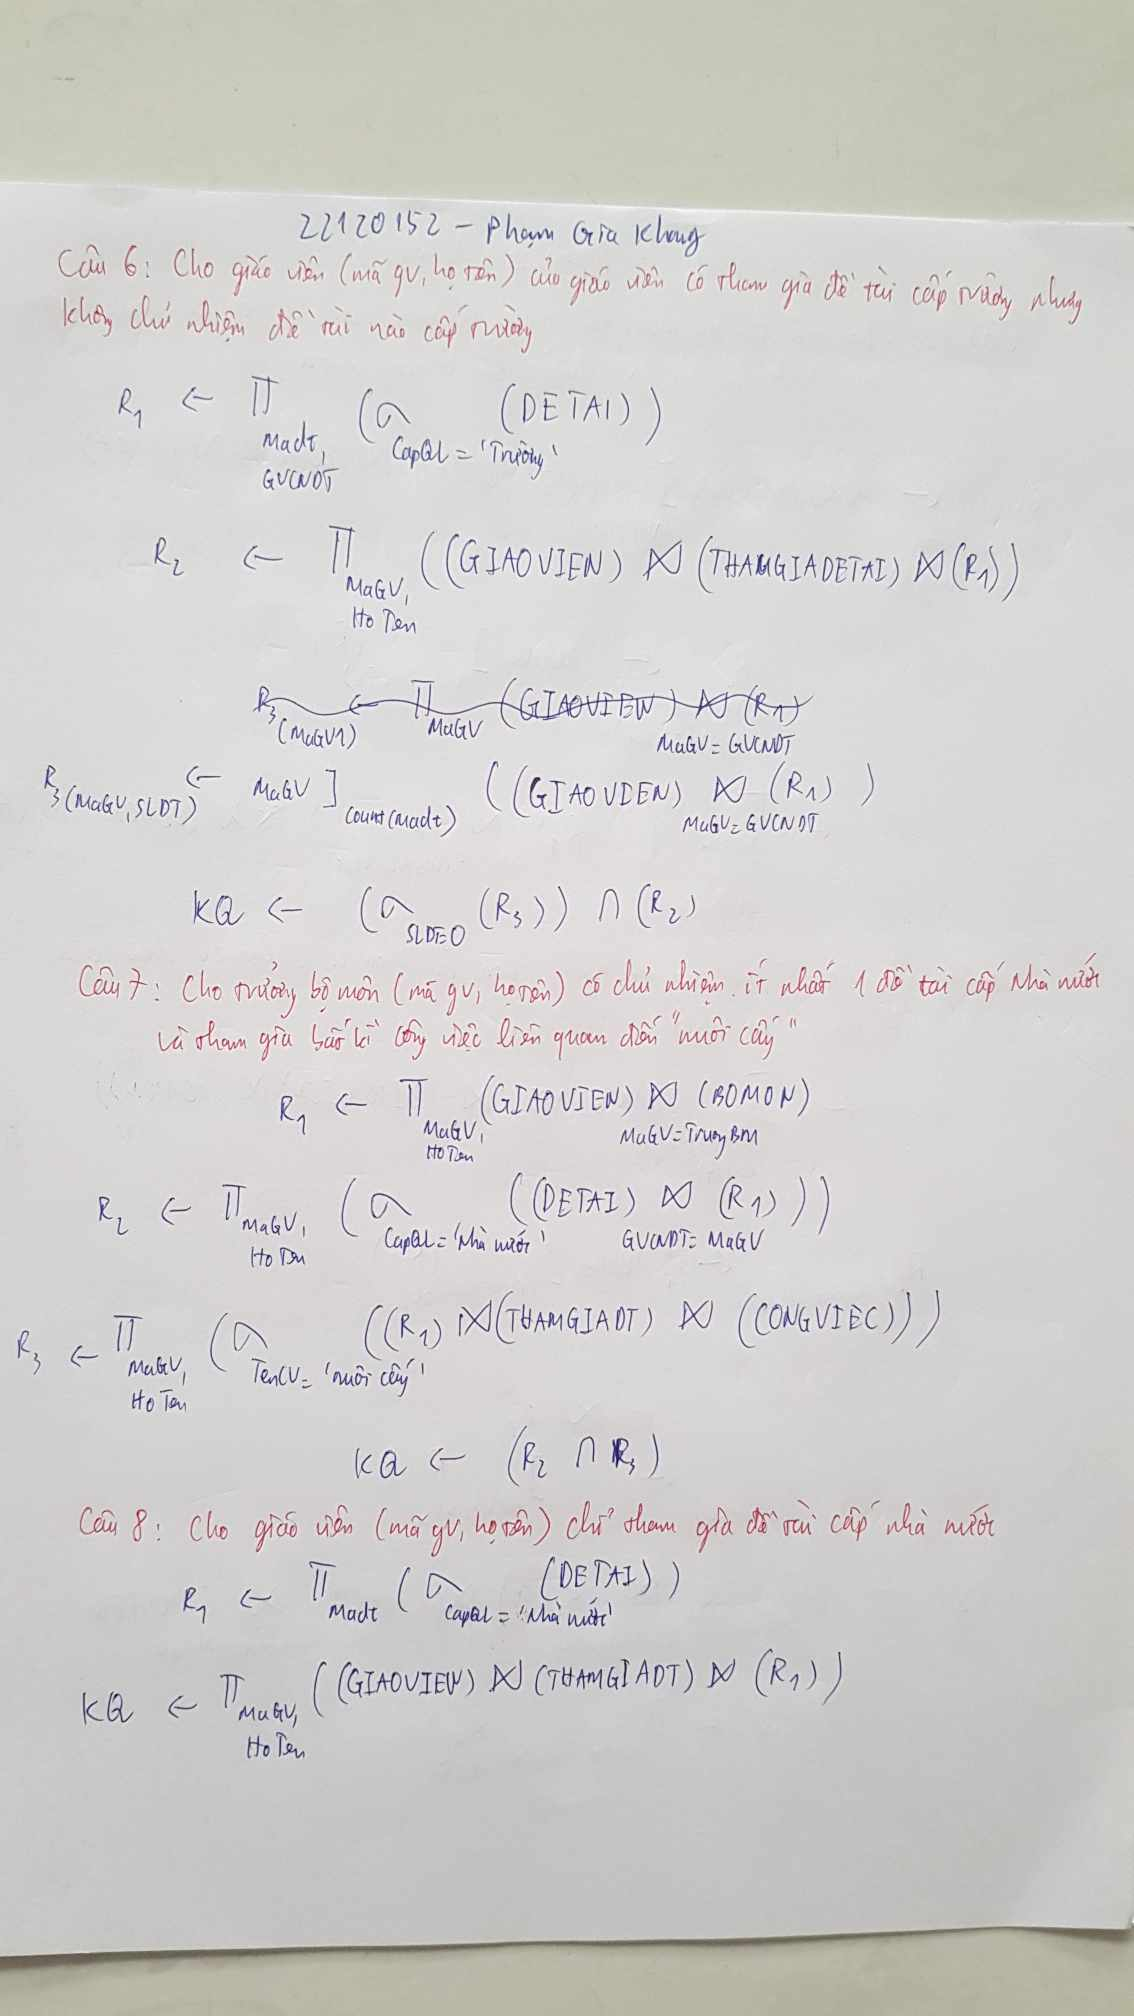 22120152 - Phạm Gia Khang
Câu 6: Cho giáo viên (mã gv, họ tên) của giáo viên có tham gia đề tài cấp trường nhưng
không chủ nhiệm đề tài nào cấp trường
R1 ← Π Madt, GVCNDT (σ CapQL = 'Trường' (DETAI))
R2 ← Π MaGV, HoTen ((GIAOVIEN) ⋈ (THAMGIADETAI) ⋈ (R1))
R3(MaGV1) ← Π MaGV (GIAOVIEN) ⋈ MaGV = GVCNDT (R1)
R3(MaGV, SLDT) ← MaGV ℑ count(madt) ((GIAOVIEN) ⋈ MaGV = GVCNDT (R1))
KQ ← (σ SLDT=0 (R3)) ∩ (R2)
Câu 7: Cho trưởng bộ môn (mã gv, họ tên) có chủ nhiệm ít nhất 1 đề tài cấp Nhà nước
và tham gia bất kì công việc liên quan đến "nuôi cấy"
R1 ← Π MaGV, HoTen (GIAOVIEN) ⋈ MaGV = TruongBM (BOMON)
R2 ← Π MaGV, HoTen (σ CapQL = 'Nhà nước' ((DETAI) ⋈ GVCNDT = MaGV (R1)))
R3 ← Π MaGV, HoTen (σ TenCV = 'nuôi cấy' ((R1) ⋈ (THAMGIADT) ⋈ ((CONGVIEC)))
KQ ← (R2 ∩ R3)
Câu 8: Cho giáo viên (mã gv, họ tên) chỉ tham gia đề tài cấp nhà nước
R1 ← Π Madt (σ CapQL = 'Nhà nước' (DETAI))
KQ ← Π MaGV, HoTen ((GIAOVIEN) ⋈ (THAMGIADT) ⋈ (R1))